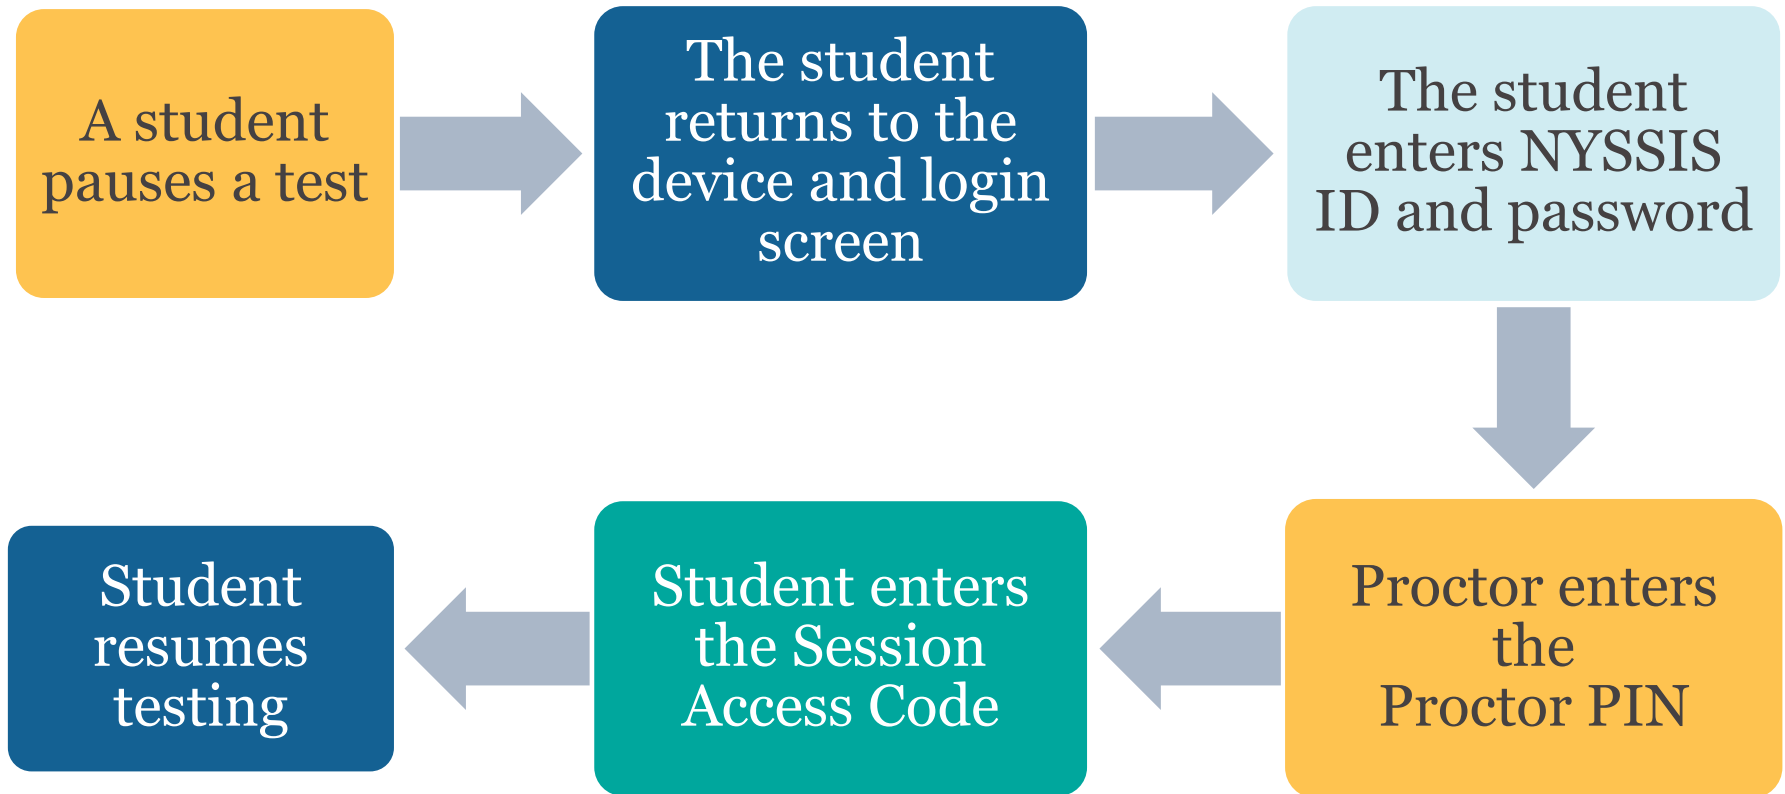 A student
pauses a test
The student
returns to the
device and login
screen
The student
enters NYSSIS
ID and password
Proctor enters
the
Proctor PIN
Student enters
the Session
Access Code
Student
resumes
testing